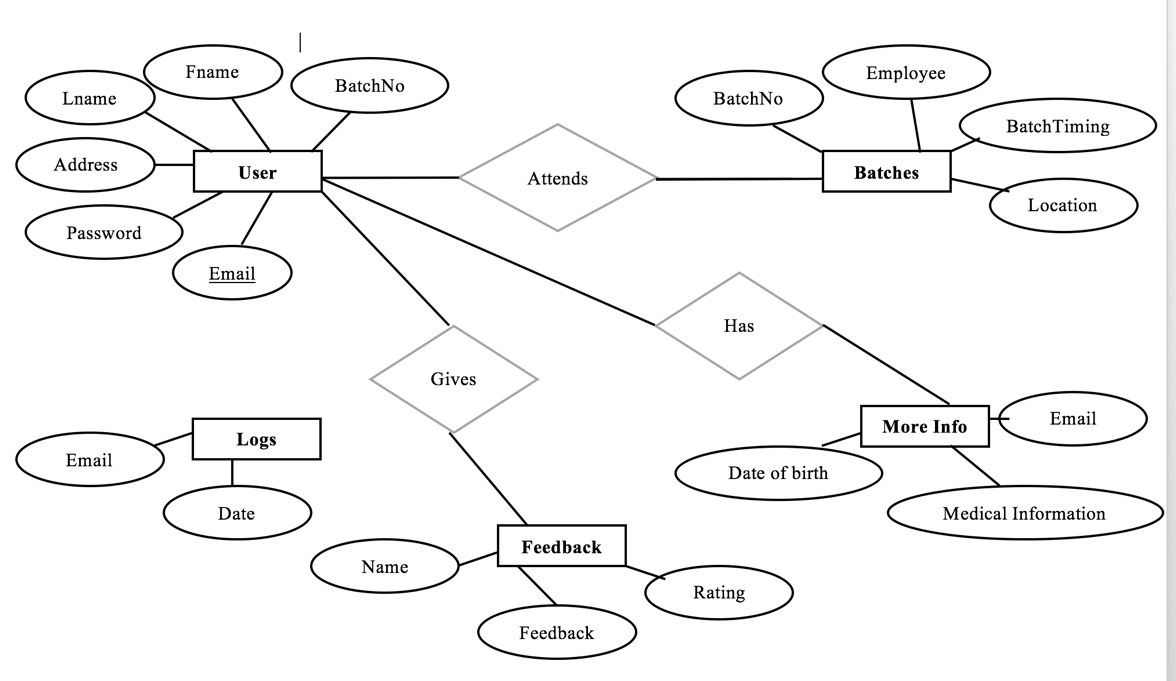 Fname
Lname
BatchNo
Address
User
Password
Email
Attends
BatchNo
Employee
BatchTiming
Batches
Location
Has
Gives
Logs
Email
Date
More Info
Email
Date of birth
Medical Information
Feedback
Name
Rating
Feedback